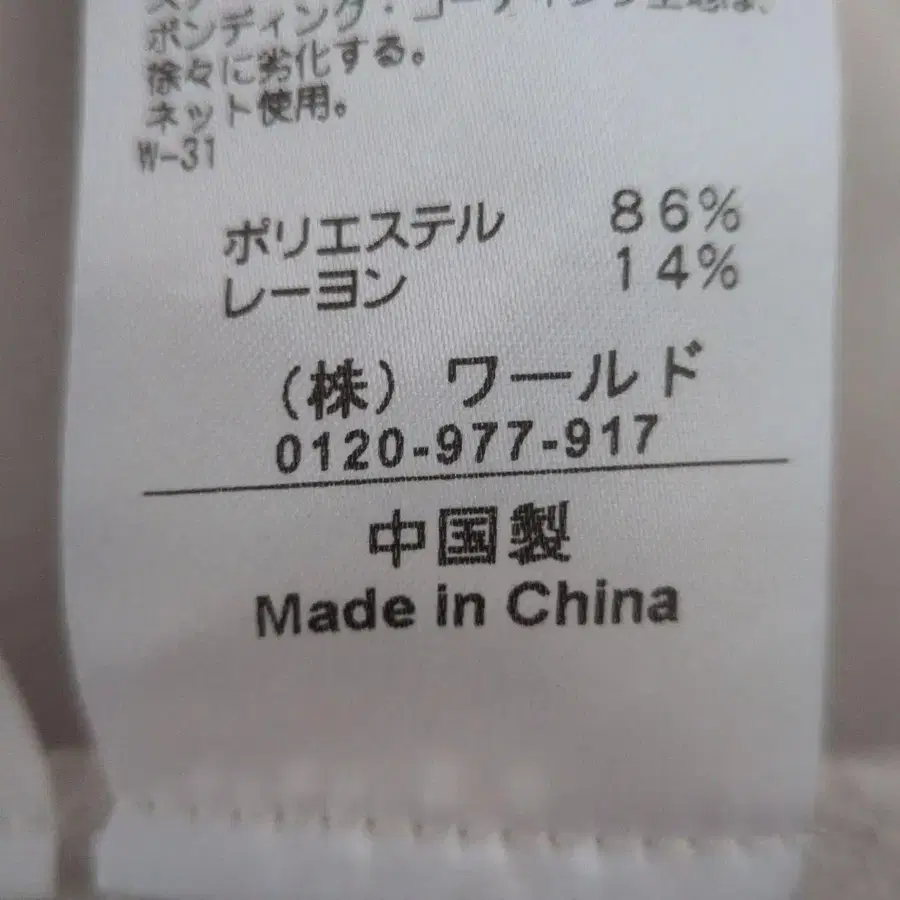 ボンディング・コーティング生地は、
徐々に劣化する。
ネット使用。
W-31
ポリエステル 86%
レーヨン 14%
(株) ワールド
0120-977-917
中国製
Made in China